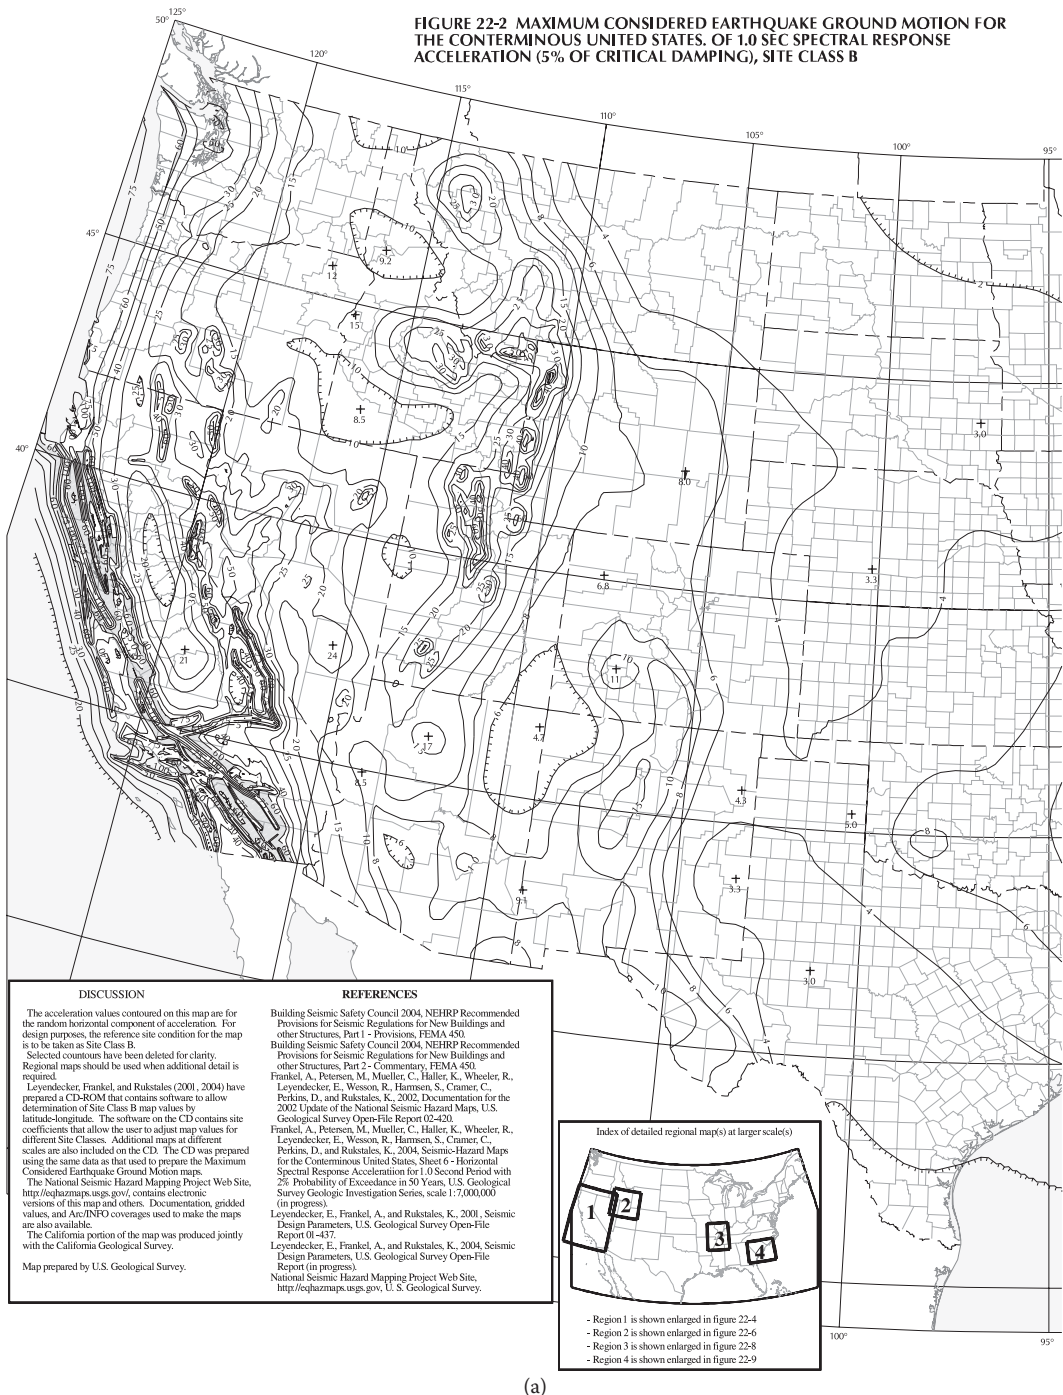 FIGURE 22-2 MAXIMUM CONSIDERED EARTHQUAKE GROUND MOTION FOR
THE CONTERMINOUS UNITED STATES. OF 1.0 SEC SPECTRAL RESPONSE
ACCELERATION (5% OF CRITICAL DAMPING), SITE CLASS B
125°
50°
120°
115°
110°
105°
100°
95°
45°
40°
9.2
12
15
8.5
3.0
8.0
3.3
6.8
21
24
11
17
4.7
8.5
4.3
5.0
3.3
9.1
3.0
DISCUSSION
The acceleration values contoured on this map are for
the random horizontal component of acceleration. For
design purposes, the reference site condition for the map
is to be taken as Site Class B.
Selected countours have been deleted for clarity.
Regional maps should be used when additional detail is
required.
Leyendecker, Frankel, and Rukstales (2001, 2004) have
prepared a CD-ROM that contains software to allow
determination of Site Class B map values by
latitude-longitude. The software on the CD contains site
coefficients that allow the user to adjust map values for
different Site Classes. Additional maps at different
scales are also included on the CD. The CD was prepared
using the same data as that used to prepare the Maximum
Considered Earthquake Ground Motion maps.
The National Seismic Hazard Mapping Project Web Site,
http://eqhazmaps.usgs.gov/, contains electronic
versions of this map and others. Documentation, gridded
values, and Arc/INFO coverages used to make the maps
are also available.
The California portion of the map was produced jointly
with the California Geological Survey.
Map prepared by U.S. Geological Survey.
REFERENCES
Building Seismic Safety Council 2004, NEHRP Recommended
Provisions for Seismic Regulations for New Buildings and
other Structures, Part 1 - Provisions, FEMA 450.
Building Seismic Safety Council 2004, NEHRP Recommended
Provisions for Seismic Regulations for New Buildings and
other Structures, Part 2 - Commentary, FEMA 450.
Frankel, A., Petersen, M., Mueller, C., Haller, K., Wheeler, R.,
Leyendecker, E., Wesson, R., Harmsen, S., Cramer, C.,
Perkins, D., and Rukstales, K., 2002, Documentation for the
2002 Update of the National Seismic Hazard Maps, U.S.
Geological Survey Open-File Report 02-420.
Frankel, A., Petersen, M., Mueller, C., Haller, K., Wheeler, R.,
Leyendecker, E., Wesson, R., Harmsen, S., Cramer, C.,
Perkins, D., and Rukstales, K., 2004, Seismic-Hazard Maps
for the Conterminous United States, Sheet 6 - Horizontal
Spectral Response Acceleration for 1.0 Second Period with
2% Probability of Exceedance in 50 Years, U.S. Geological
Survey Geologic Investigation Series, scale 1:7,000,000
(in progress).
Leyendecker, E., Frankel, A., and Rukstales, K., 2001, Seismic
Design Parameters, U.S. Geological Survey Open-File
Report 01-437.
Leyendecker, E., Frankel, A., and Rukstales, K., 2004, Seismic
Design Parameters, U.S. Geological Survey Open-File
Report (in progress).
National Seismic Hazard Mapping Project Web Site,
http://eqhazmaps.usgs.gov, U. S. Geological Survey.
Index of detailed regional map(s) at larger scale(s)
1
2
3
4
- Region 1 is shown enlarged in figure 22-4
- Region 2 is shown enlarged in figure 22-6
- Region 3 is shown enlarged in figure 22-8
- Region 4 is shown enlarged in figure 22-9
100°
95°
(a)